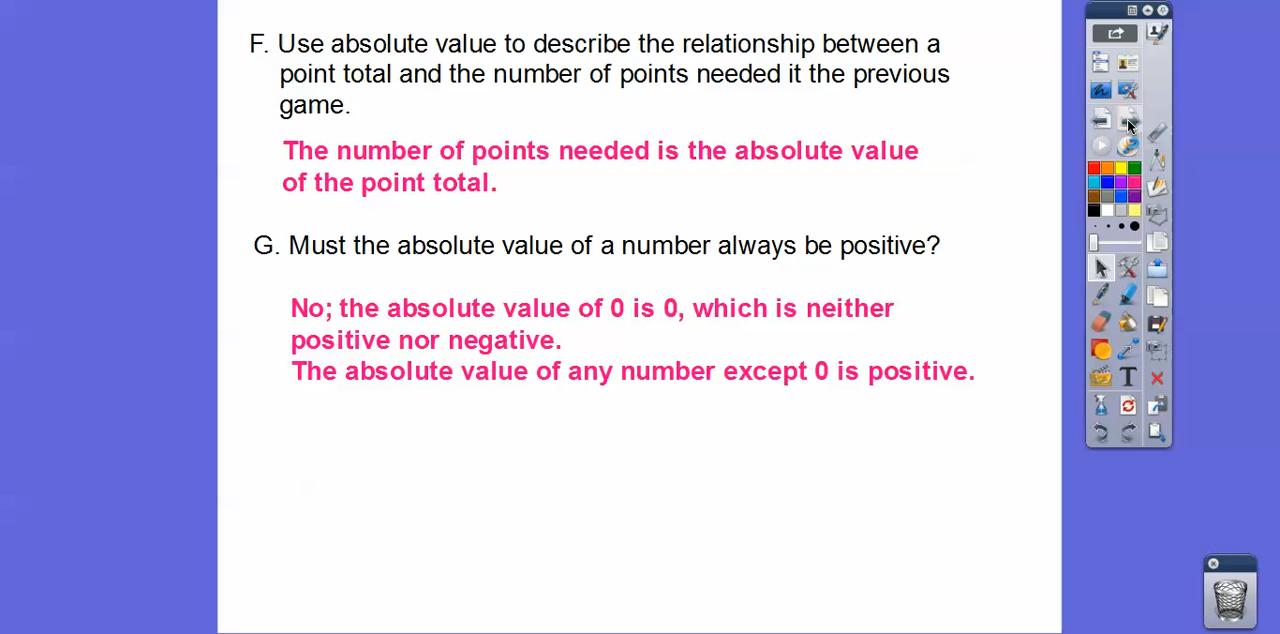 F. Use absolute value to describe the relationship between a
point total and the number of points needed it the previous
game.
The number of points needed is the absolute value
of the point total.
G. Must the absolute value of a number always be positive?
No; the absolute value of 0 is 0, which is neither
positive nor negative.
The absolute value of any number except 0 is positive.
T